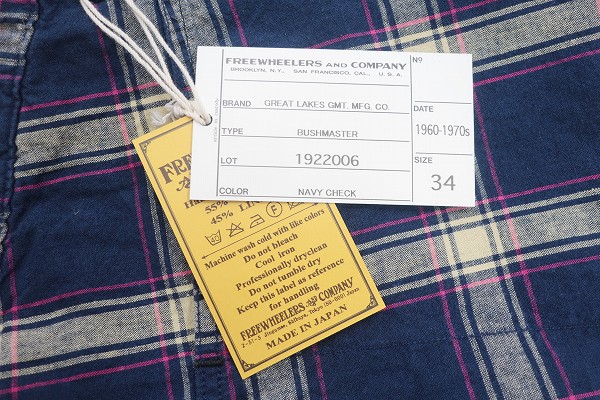 FREEWHEELERS AND COMPANY
BROOKLYN, N.Y., SAN FRANCISCO, CAL., U.S.A.
Nº
BRAND GREAT LAKES GMT. MFG. CO.
DATE
1960-1970s
TYPE BUSHMASTER
LOT 1922006
SIZE
34
COLOR NAVY CHECK
55%
45% LI
Machine wash cold with like colors
Do not bleach
Cool iron
Professionally dryclean
Do not tumble dry
Keep this label as reference
for handling
FREEWHEELERS AND COMPANY
MADE IN JAPAN